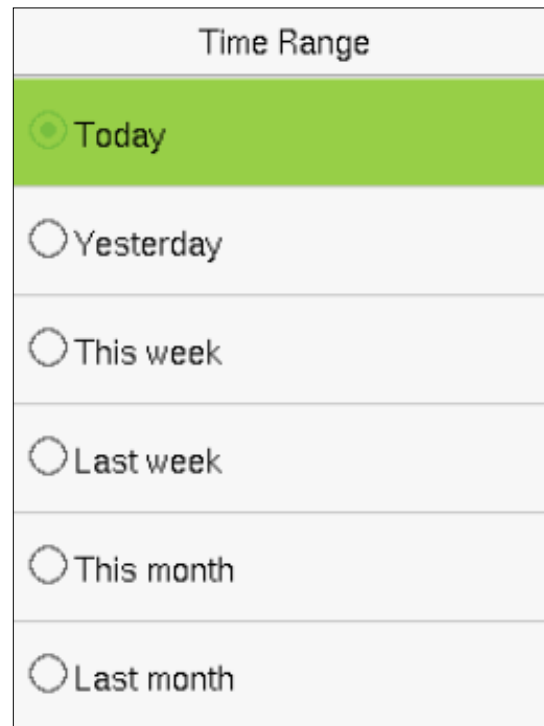 Time Range
Today
Yesterday
This week
Last week
This month
Last month